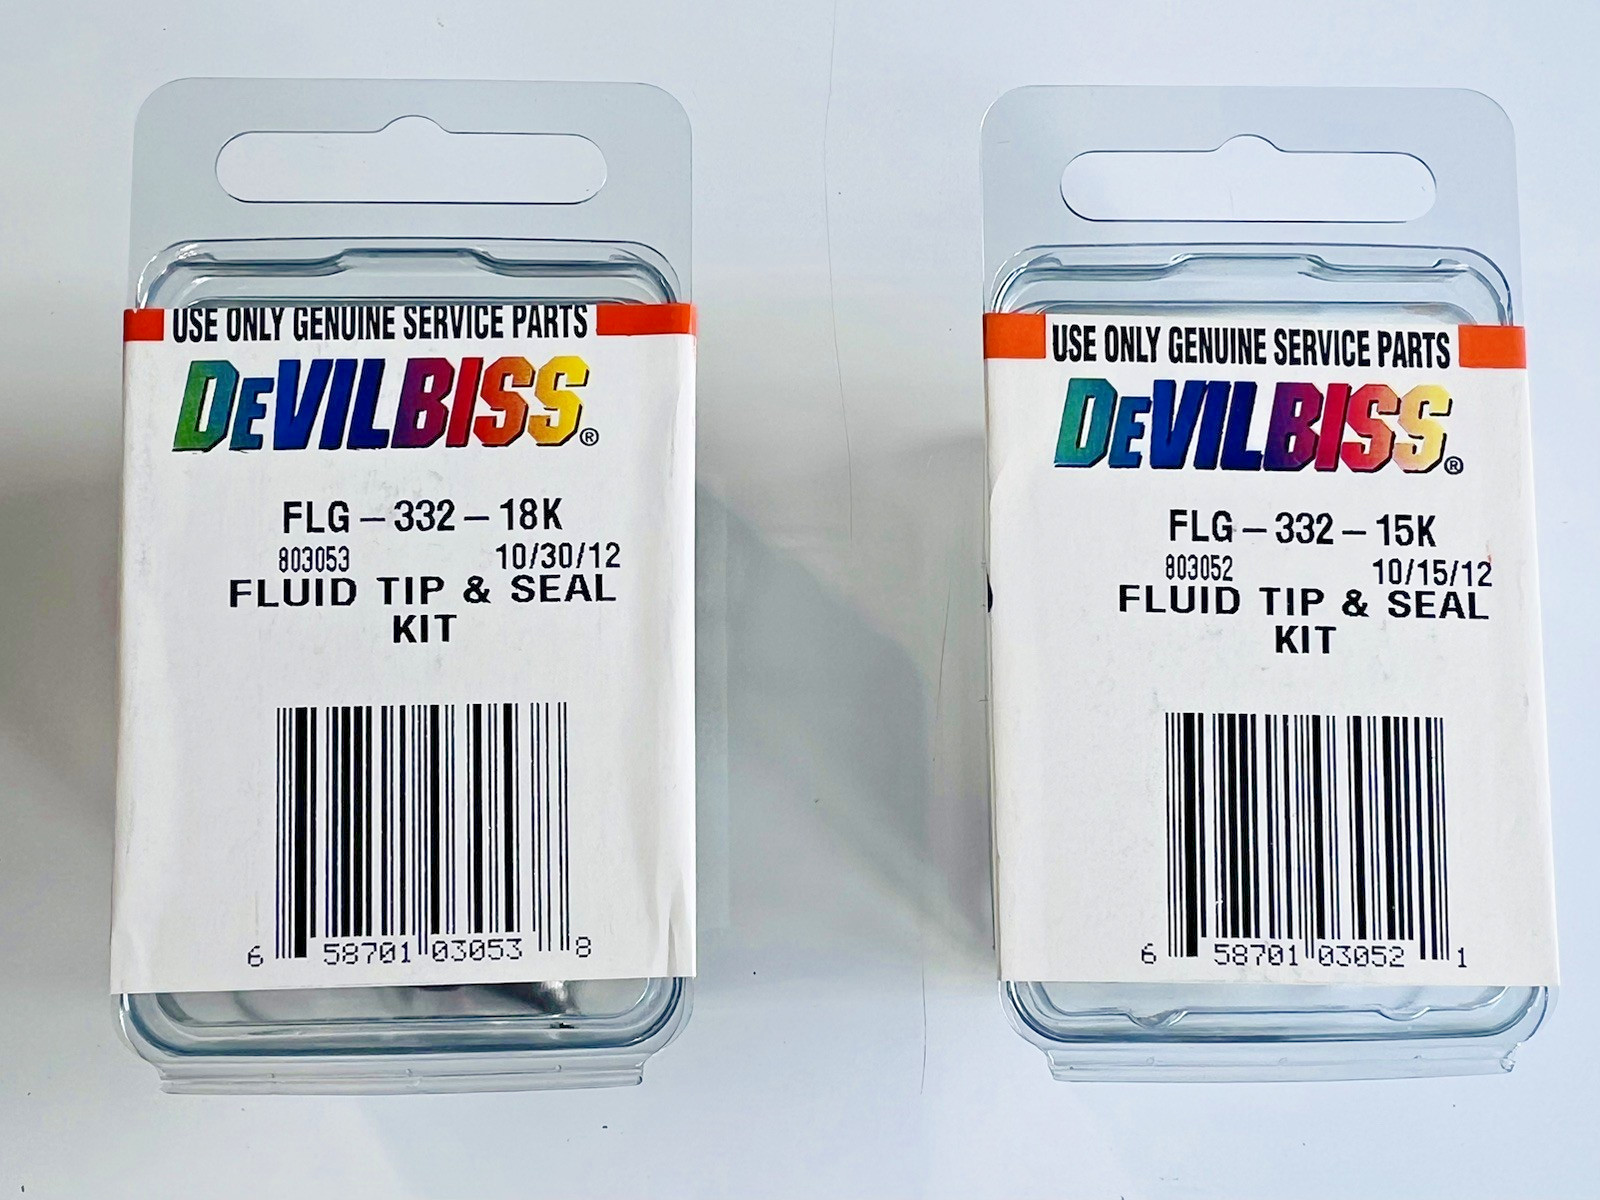 USE ONLY GENUINE SERVICE PARTS
DEVILBISS®
FLG-332-18K
803053 10/30/12
FLUID TIP & SEAL
KIT
6 58701 03053 8
USE ONLY GENUINE SERVICE PARTS
DEVILBISS®
FLG-332-15K
803052 10/15/12
FLUID TIP & SEAL
KIT
6 58701 03052 1